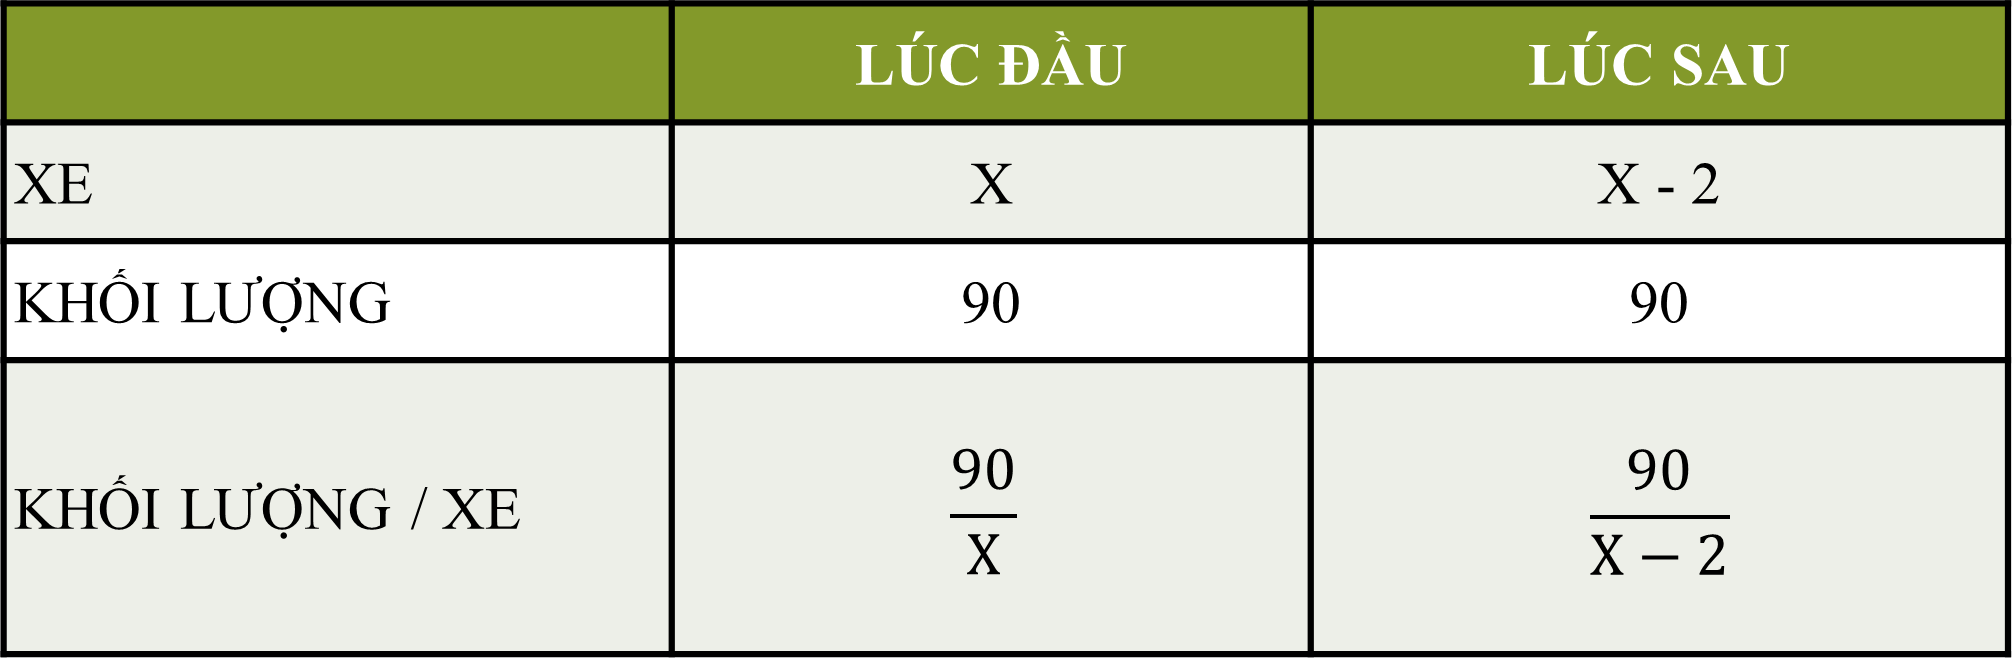 LÚC ĐẦU LÚC SAU
XE X X - 2
KHỐI LƯỢNG 90 90
KHỐI LƯỢNG / XE 90/X 90/(X − 2)